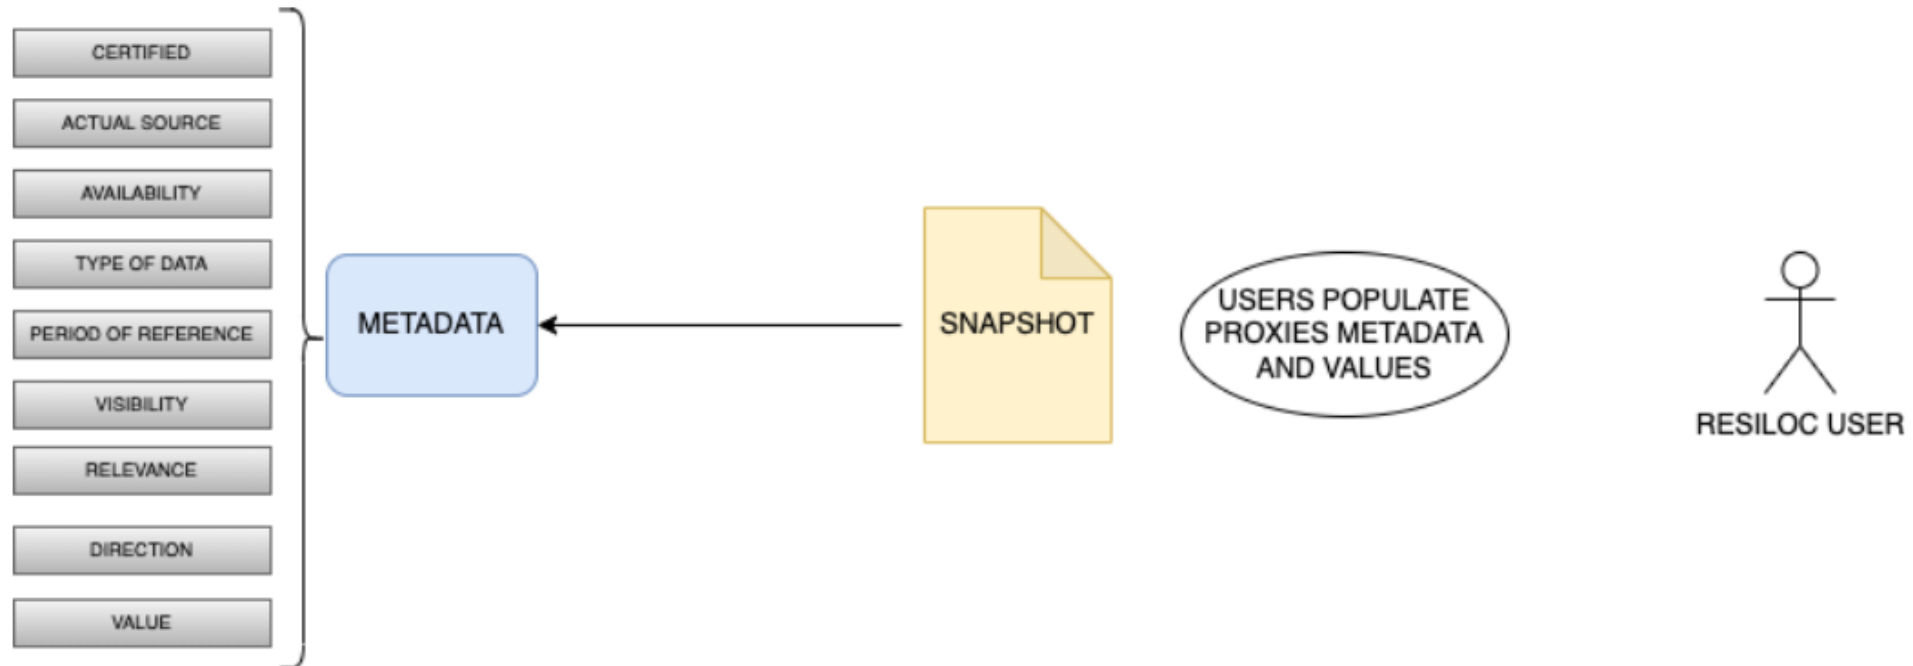 CERTIFIED
ACTUAL SOURCE
AVAILABILITY
TYPE OF DATA
PERIOD OF REFERENCE
VISIBILITY
RELEVANCE
DIRECTION
VALUE
METADATA
SNAPSHOT
USERS POPULATE
PROXIES METADATA
AND VALUES
RESILOC USER